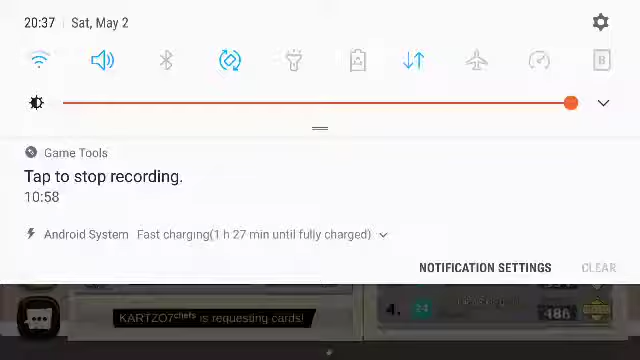 20:37 | Sat, May 2
B
Game Tools
Tap to stop recording.
10:58
Android System Fast charging(1 h 27 min until fully charged)
NOTIFICATION SETTINGS CLEAR
KARTZO7chefs is requesting cards!
4. 24 486